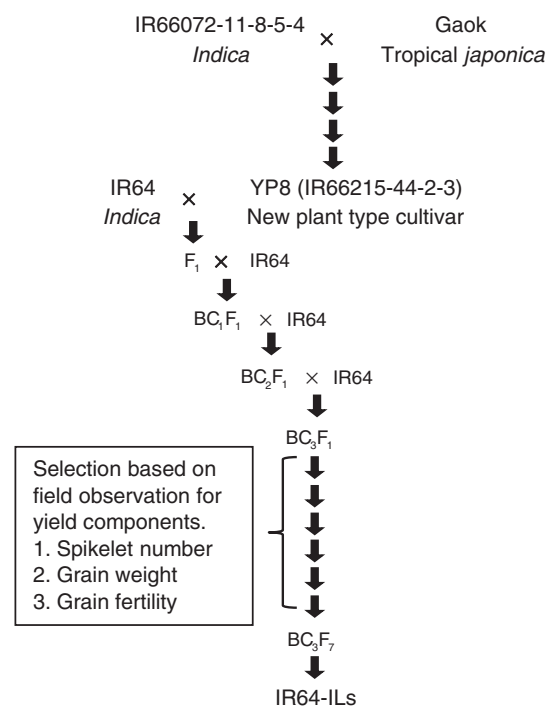 IR66072-11-8-5-4 × Gaok
Indica Tropical japonica
IR64 × YP8 (IR66215-44-2-3)
Indica New plant type cultivar
F₁ × IR64
BC₁F₁ × IR64
BC₂F₁ × IR64
BC₃F₁
Selection based on
field observation for
yield components.
1. Spikelet number
2. Grain weight
3. Grain fertility
BC₃F₇
IR64-ILs